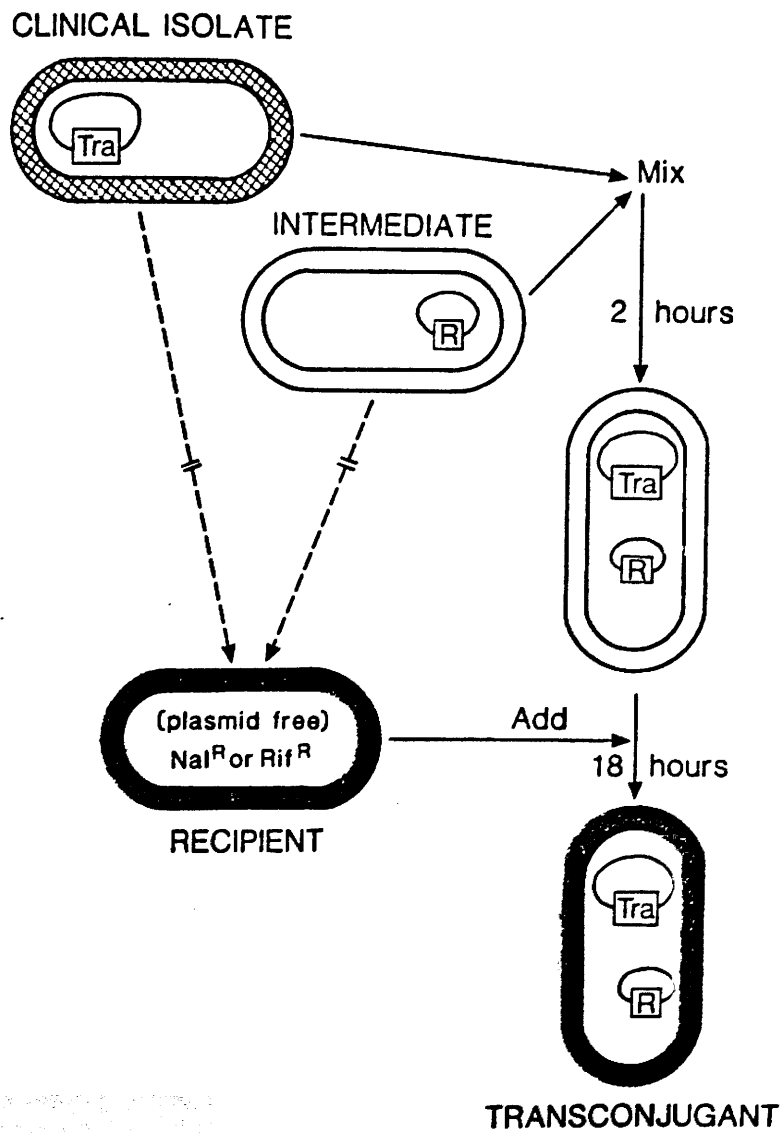 CLINICAL ISOLATE
Tra
Mix
INTERMEDIATE
R
2 hours
Tra
R
(plasmid free)
Nalᴿ or Rifᴿ
Add
18 hours
RECIPIENT
Tra
R
TRANSCONJUGANT